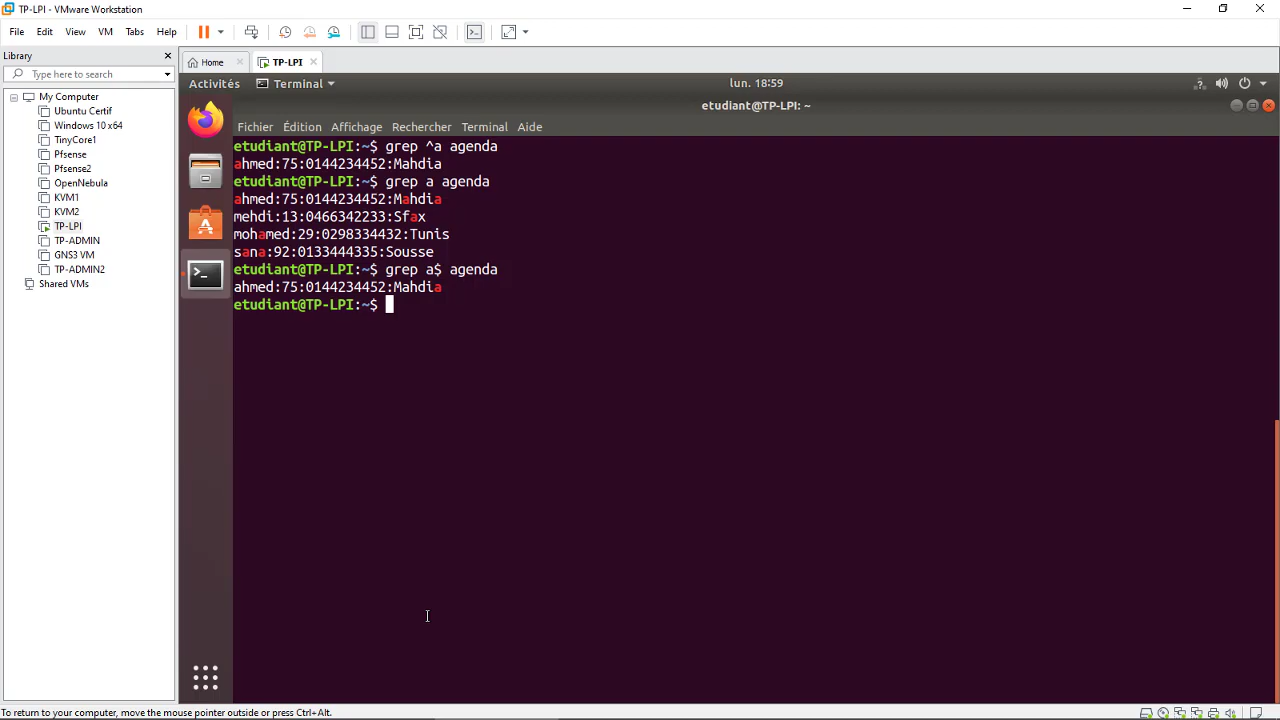 TP-LPI - VMware Workstation
File Edit View VM Tabs Help
Library
Type here to search
My Computer
Ubuntu Certif
Windows 10 x64
TinyCore1
Pfsense
Pfsense2
OpenNebula
KVM1
KVM2
TP-LPI
TP-ADMIN
GNS3 VM
TP-ADMIN2
Shared VMs
Home TP-LPI
Activités Terminal lun. 18:59
etudiant@TP-LPI: ~
Fichier Édition Affichage Rechercher Terminal Aide
etudiant@TP-LPI:~$ grep ^a agenda
ahmed:75:0144234452:Mahdia
etudiant@TP-LPI:~$ grep a agenda
ahmed:75:0144234452:Mahdia
mehdi:13:0466342233:Sfax
mohamed:29:0298334432:Tunis
sana:92:0133444335:Sousse
etudiant@TP-LPI:~$ grep a$ agenda
ahmed:75:0144234452:Mahdia
etudiant@TP-LPI:~$
To return to your computer, move the mouse pointer outside or press Ctrl+Alt.